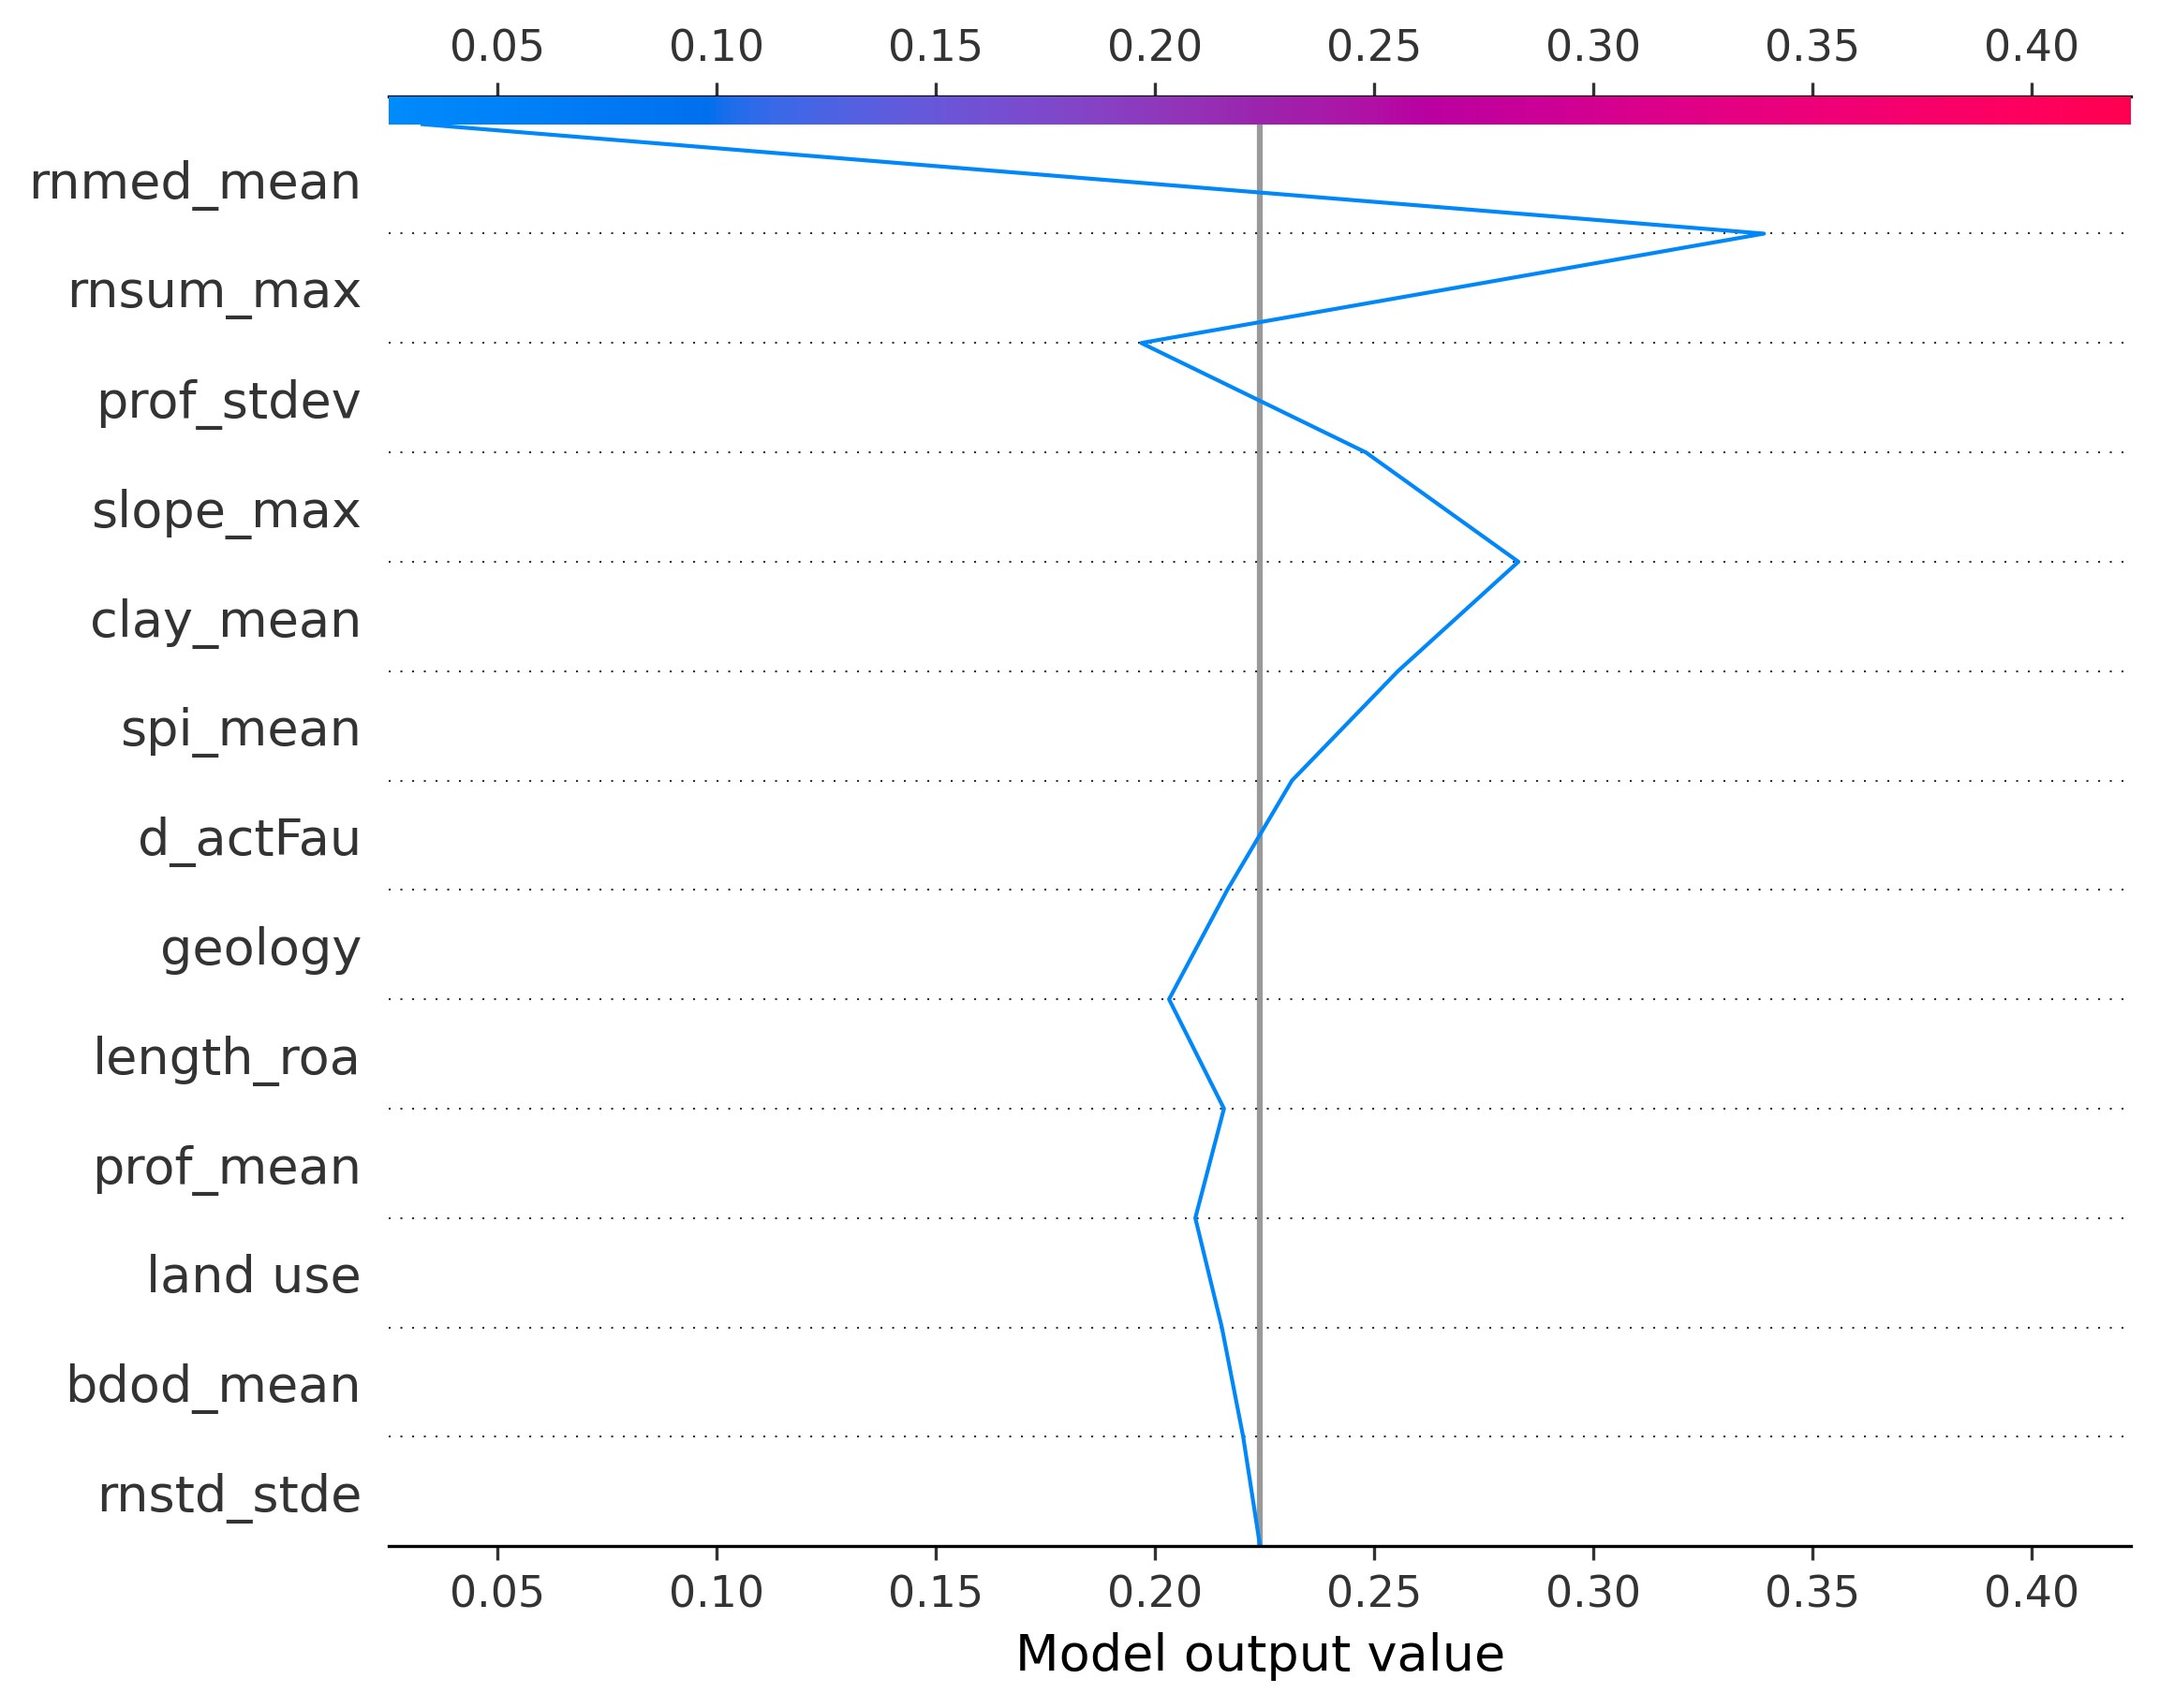 0.05 0.10 0.15 0.20 0.25 0.30 0.35 0.40
rnmed_mean
rnsum_max
prof_stdev
slope_max
clay_mean
spi_mean
d_actFau
geology
length_roa
prof_mean
land use
bdod_mean
rnstd_stde
0.05 0.10 0.15 0.20 0.25 0.30 0.35 0.40
Model output value